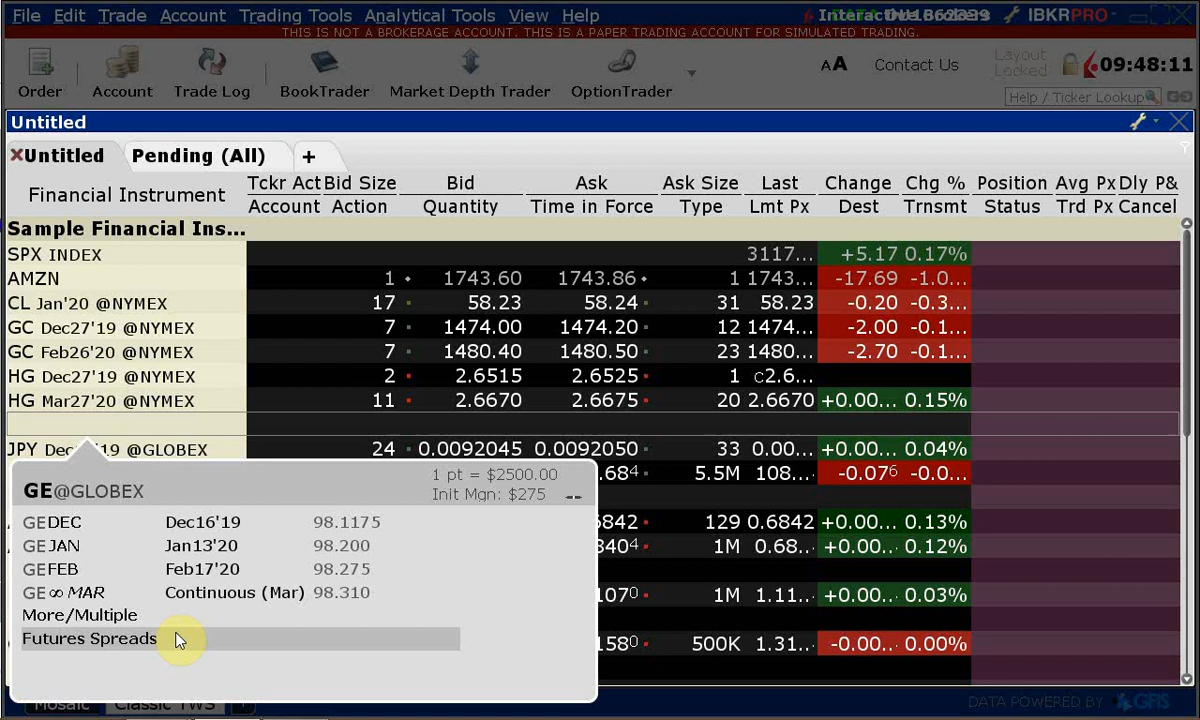 File Edit Trade Account Trading Tools Analytical Tools View Help Interactive Brokers IBKRPRO
THIS IS NOT A BROKERAGE ACCOUNT. THIS IS A PAPER TRADING ACCOUNT FOR SIMULATED TRADING.
Order Account Trade Log BookTrader Market Depth Trader OptionTrader AA Contact Us Layout Locked 09:48:11
Help / Ticker Lookup
Untitled
Untitled Pending (All) +
Financial Instrument
Tckr Act Bid Size Bid Ask Ask Size Last Change Chg % Position Avg Px Dly P&
Account Action Quantity Time in Force Type Lmt Px Dest Trnsmt Status Trd Px Cancel
Sample Financial Ins...
SPX INDEX 3117... +5.17 0.17%
AMZN 1 1743.60 1743.86 1 1743... -17.69 -1.0...
CL Jan'20 @NYMEX 17 58.23 58.24 31 58.23 -0.20 -0.3...
GC Dec27'19 @NYMEX 7 1474.00 1474.20 12 1474... -2.00 -0.1...
GC Feb26'20 @NYMEX 7 1480.40 1480.50 23 1480... -2.70 -0.1...
HG Dec27'19 @NYMEX 2 2.6515 2.6525 1 c2.6...
HG Mar27'20 @NYMEX 11 2.6670 2.6675 20 2.6670 +0.00... 0.15%
JPY @GLOBEX 24 0.0092045 0.0092050 33 0.00... +0.00... 0.04%
.68⁴ 5.5M 108... -0.07⁶ -0.0...
6842 129 0.6842 +0.00... 0.13%
840⁴ 1M 0.68... +0.00... 0.12%
107⁰ 1M 1.11... +0.00... 0.03%
158⁰ 500K 1.31... -0.00... 0.00%
GE@GLOBEX
1 pt = $2500.00
Init Mgn: $275 --
GEDEC Dec16'19 98.1175
GEJAN Jan13'20 98.200
GEFEB Feb17'20 98.275
GE∞MAR Continuous (Mar) 98.310
More/Multiple
Futures Spreads
Mosaic Classic TWS + DATA POWERED BY GFIS